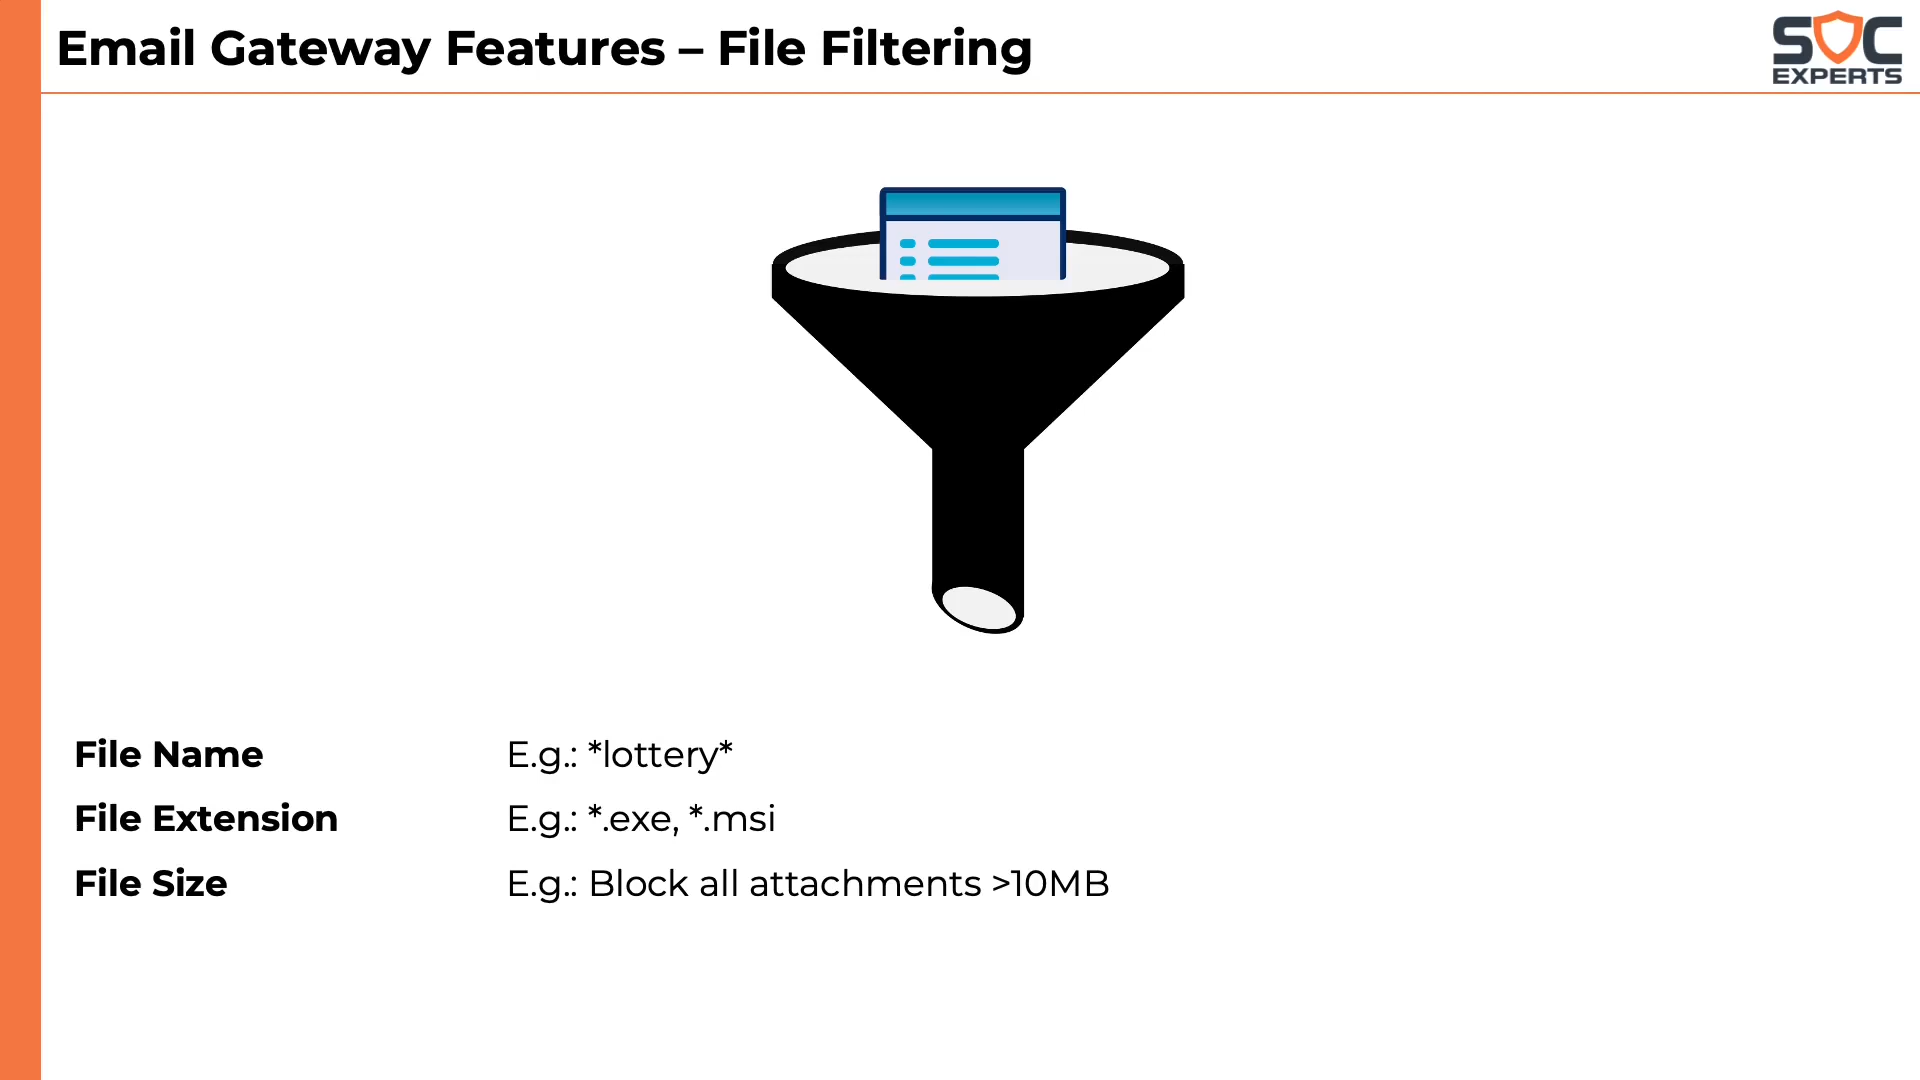 Email Gateway Features – File Filtering
SOC
EXPERTS
File Name E.g.: *lottery*
File Extension E.g.: *.exe, *.msi
File Size E.g.: Block all attachments >10MB